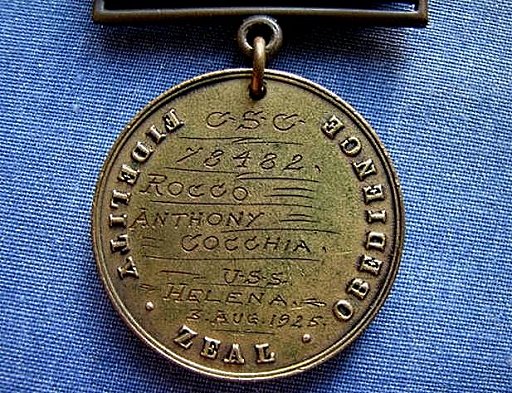 C-S-C
78482.
ROCCO
ANTHONY
COCCHIA.
U.S.S.
HELENA.
3 AUG. 1925.
FIDELITY · ZEAL · OBEDIENCE